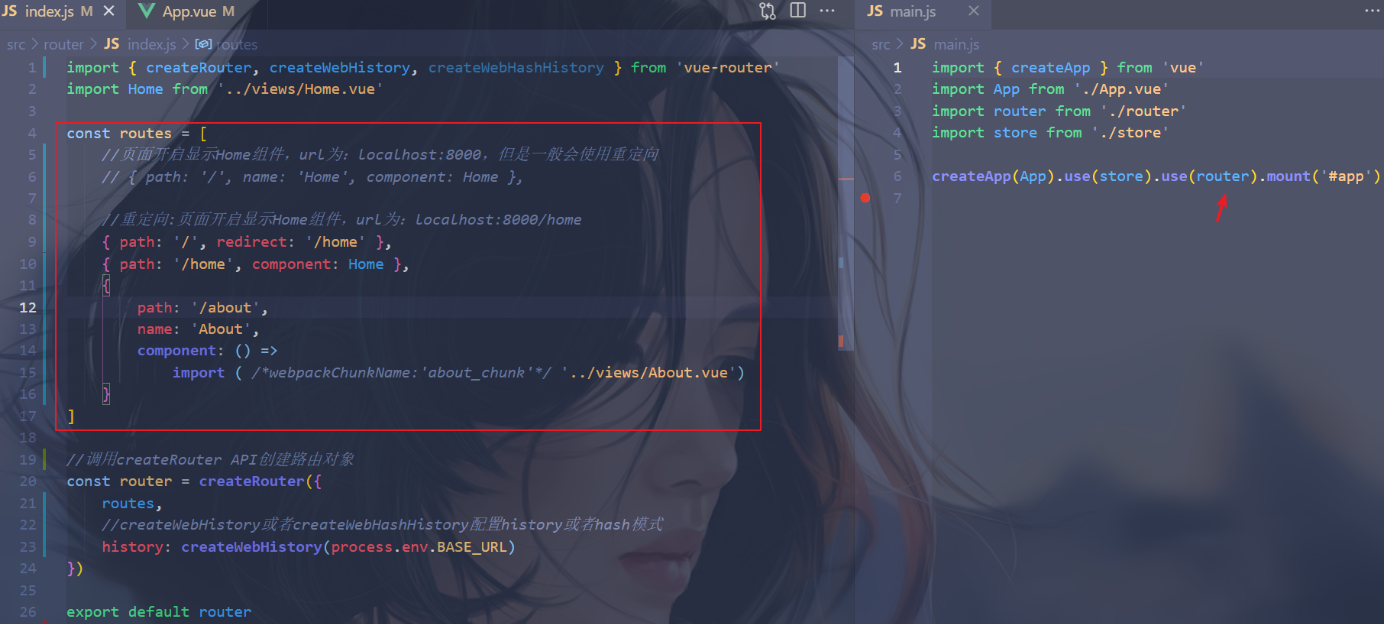 JS index.js M ×
App.vue M
src > router > JS index.js > routes
1 import { createRouter, createWebHistory, createWebHashHistory } from 'vue-router'
2 import Home from '../views/Home.vue'
3
4 const routes = [
5 //页面开启显示Home组件，url为：localhost:8000，但是一般会使用重定向
6 // { path: '/', name: 'Home', component: Home },
7
8 //重定向:页面开启显示Home组件，url为：localhost:8000/home
9 { path: '/', redirect: '/home' },
10 { path: '/home', component: Home },
11 {
12 path: '/about',
13 name: 'About',
14 component: () =>
15 import ( /*webpackChunkName:'about_chunk'*/ '../views/About.vue')
16 }
17 ]
18
19 //调用createRouter API创建路由对象
20 const router = createRouter({
21 routes,
22 //createWebHistory或者createWebHashHistory配置history或者hash模式
23 history: createWebHistory(process.env.BASE_URL)
24 })
25
26 export default router
JS main.js ×
src > JS main.js
1 import { createApp } from 'vue'
2 import App from './App.vue'
3 import router from './router'
4 import store from './store'
5
6 createApp(App).use(store).use(router).mount('#app')
7